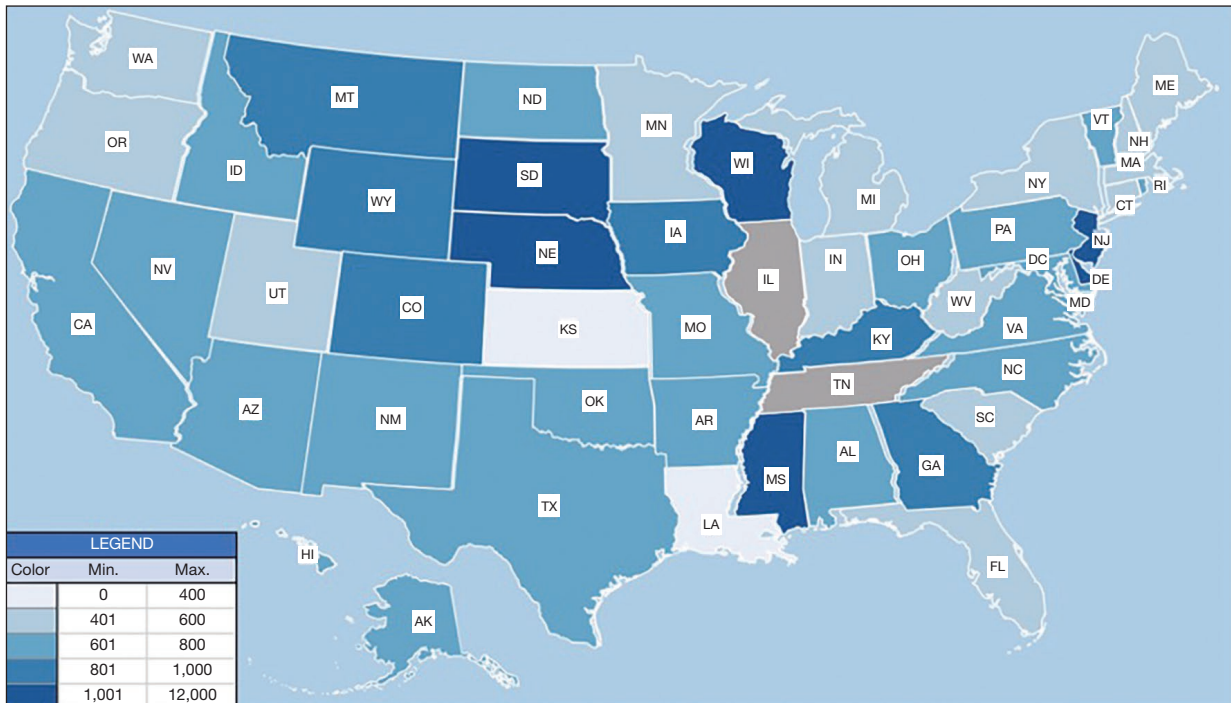 WA
MT
ND
MN
ME
VT
OR
NH
ID
SD
WI
MA
NY
RI
WY
MI
CT
IA
PA
NE
NJ
NV
IN
OH
DC
IL
DE
UT
CO
WV
MD
CA
KS
MO
VA
KY
NC
TN
AZ
NM
OK
AR
SC
AL
GA
MS
TX
LA
HI
FL
AK
LEGEND
Color Min. Max.
0 400
401 600
601 800
801 1,000
1,001 12,000